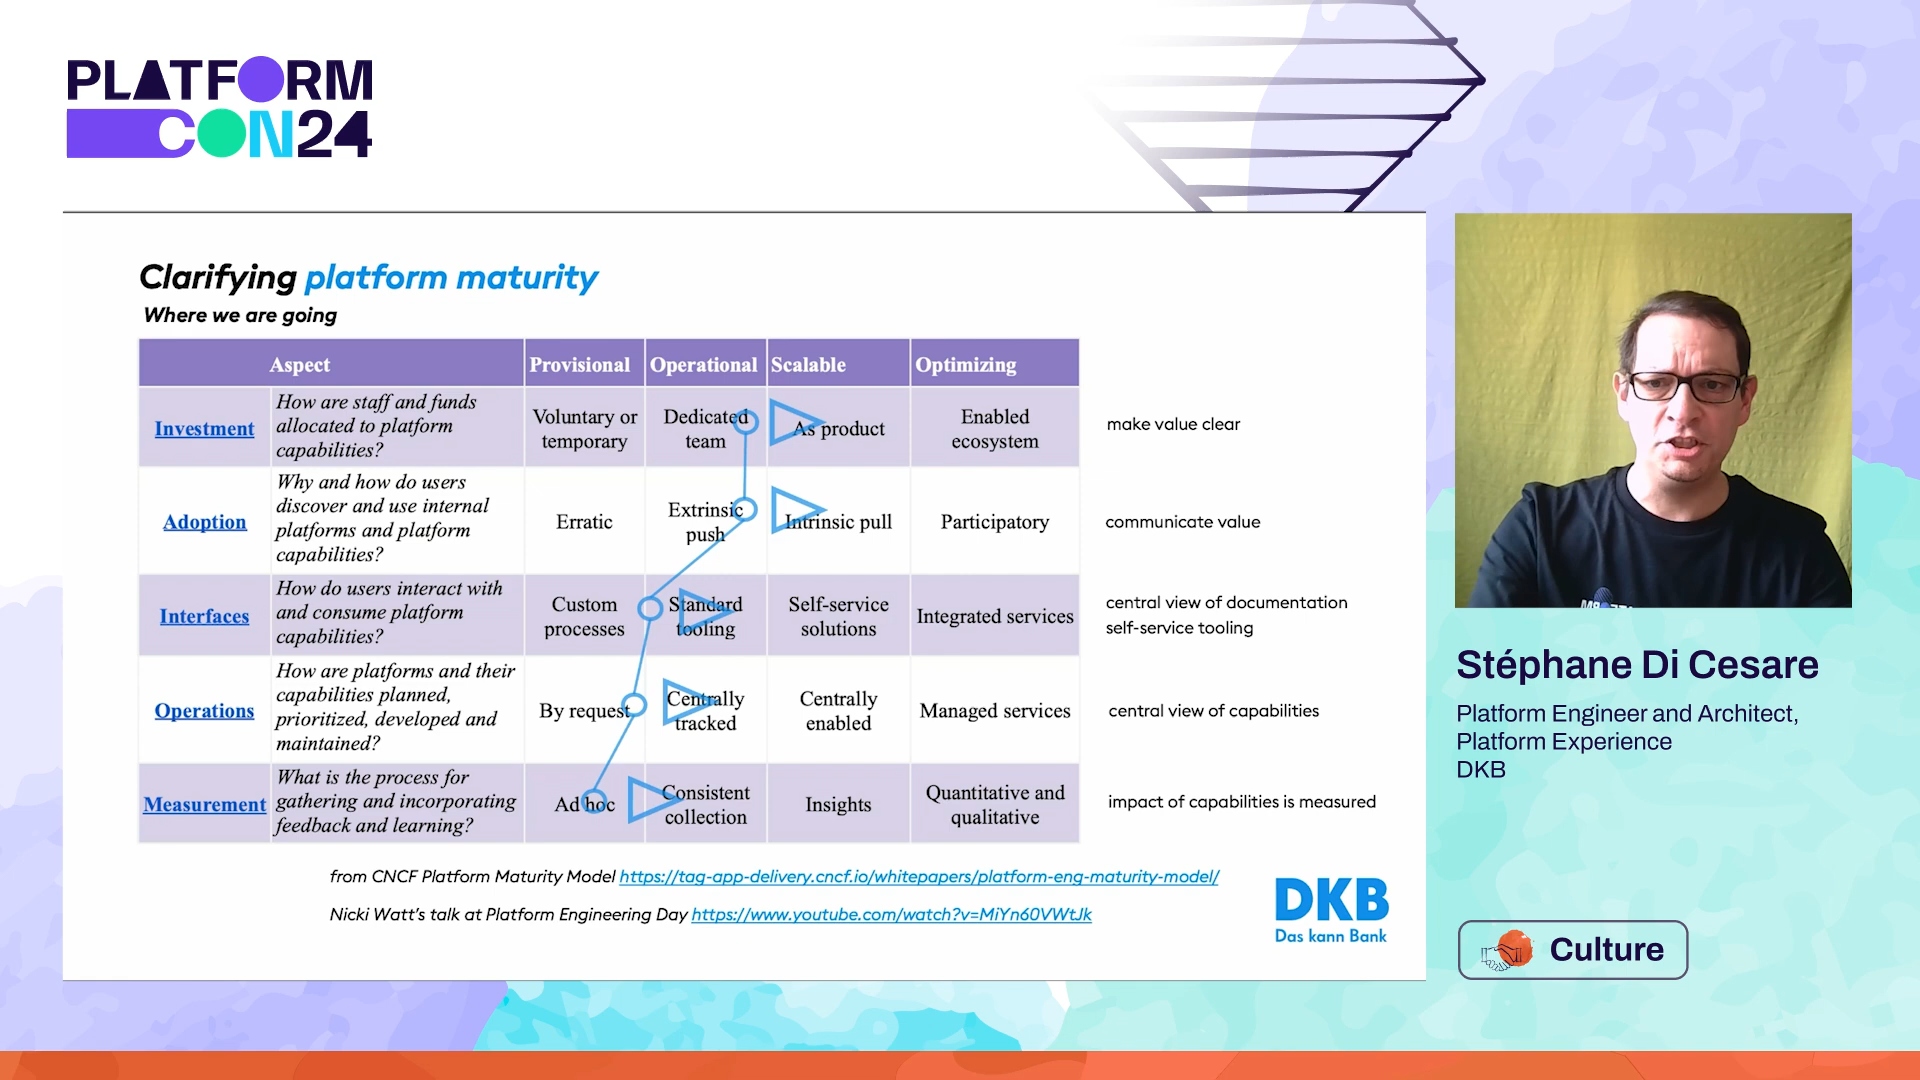 PLATFORM
CON24
Clarifying platform maturity
Where we are going
Aspect Provisional Operational Scalable Optimizing
Investment
How are staff and funds
allocated to platform
capabilities?
Voluntary or
temporary
Dedicated
team
As product
Enabled
ecosystem
make value clear
Adoption
Why and how do users
discover and use internal
platforms and platform
capabilities?
Erratic
Extrinsic
push
Intrinsic pull
Participatory
communicate value
Interfaces
How do users interact with
and consume platform
capabilities?
Custom
processes
Standard
tooling
Self-service
solutions
Integrated services
central view of documentation
self-service tooling
Operations
How are platforms and their
capabilities planned,
prioritized, developed and
maintained?
By request
Centrally
tracked
Centrally
enabled
Managed services
central view of capabilities
Measurement
What is the process for
gathering and incorporating
feedback and learning?
Ad hoc
Consistent
collection
Insights
Quantitative and
qualitative
impact of capabilities is measured
from CNCF Platform Maturity Model https://tag-app-delivery.cncf.io/whitepapers/platform-eng-maturity-model/
Nicki Watt's talk at Platform Engineering Day https://www.youtube.com/watch?v=MiYn60VWtJk
DKB
Das kann Bank
Stéphane Di Cesare
Platform Engineer and Architect,
Platform Experience
DKB
Culture